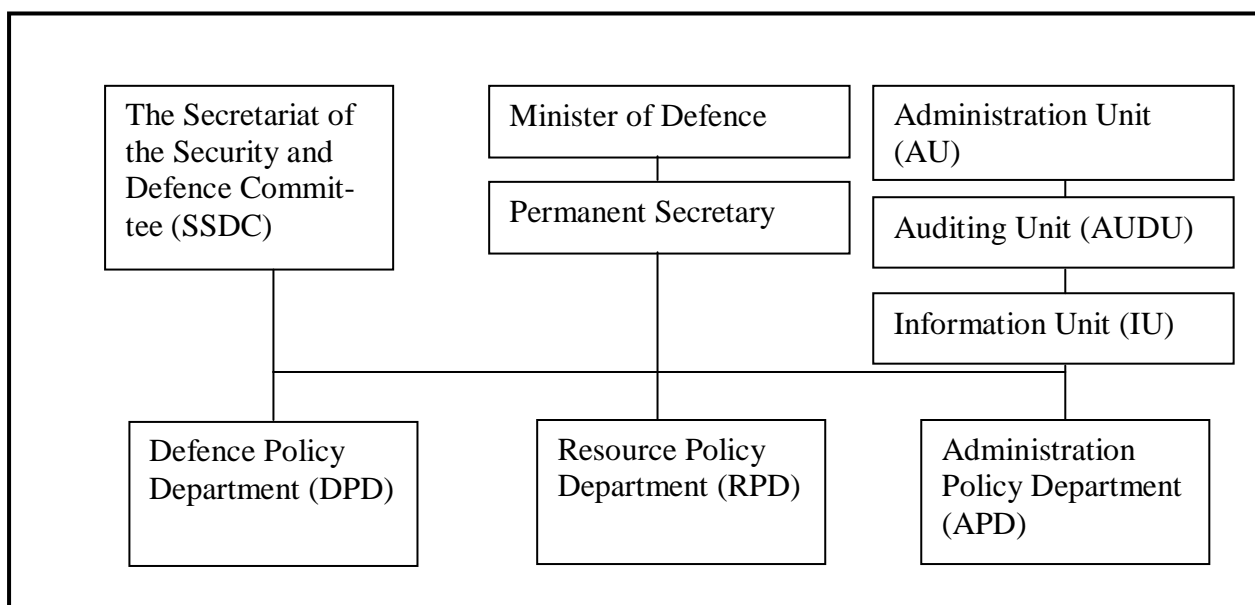 The Secretariat of
the Security and
Defence Commit-
tee (SSDC)
Minister of Defence
Permanent Secretary
Administration Unit
(AU)
Auditing Unit (AUDU)
Information Unit (IU)
Defence Policy
Department (DPD)
Resource Policy
Department (RPD)
Administration
Policy Department
(APD)